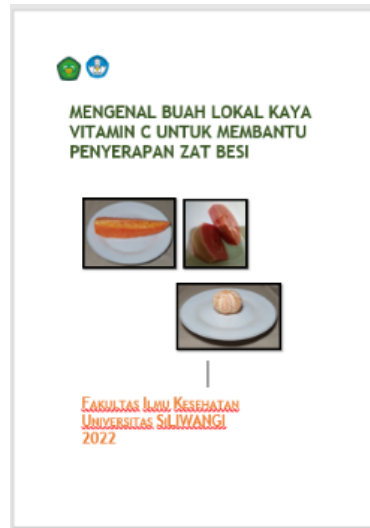 MENGENAL BUAH LOKAL KAYA
VITAMIN C UNTUK MEMBANTU
PENYERAPAN ZAT BESI
FAKULTAS ILMU KESEHATAN
UNIVERSITAS SILIWANGI
2022